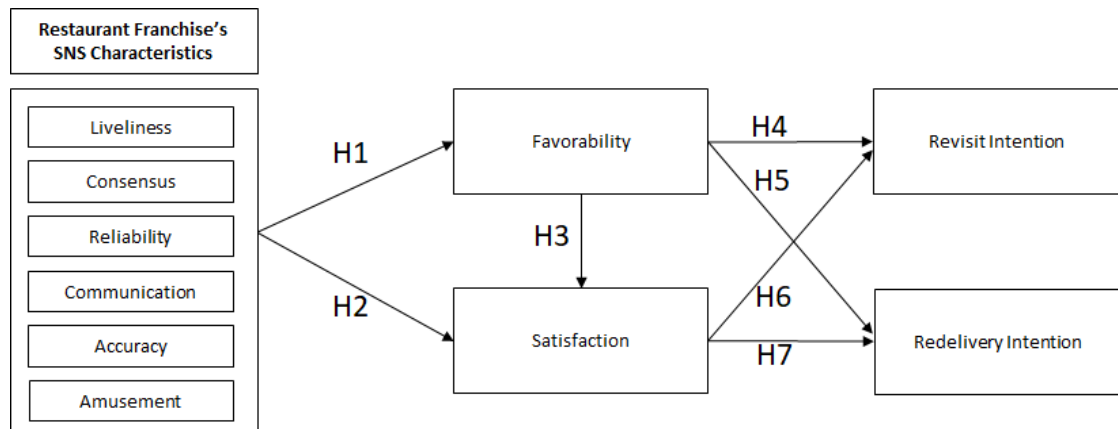 Restaurant Franchise's
SNS Characteristics
Liveliness
Consensus
Reliability
Communication
Accuracy
Amusement
H1
H2
Favorability
H3
Satisfaction
H4
H5
H6
H7
Revisit Intention
Redelivery Intention